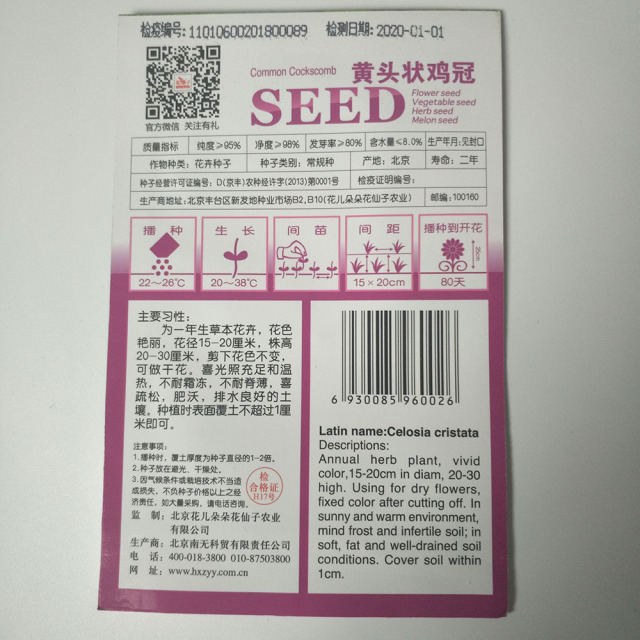 检疫编号: 11010600201800089 检测日期: 2020-01-01
官方微信 关注有礼
Common Cockscomb 黄头状鸡冠
SEED
Flower seed
Vegetable seed
Herb seed
Melon seed
质量指标 纯度≥95% 净度≥98% 发芽率≥80% 含水量≤8.0% 生产年月:见封口
作物种类: 花卉种子 种子类别: 常规种 产地: 北京 寿命: 二年
种子经营许可证编号: D(京丰)农种经许字(2013)第0001号 检疫证明编号:
生产商地址:北京丰台区新发地种业市场B2,B10(花儿朵朵花仙子农业) 邮编: 100160
播种 生长 间苗 间距 播种到开花
25cm
22~26℃ 20~38℃ 15×20cm 80天
主要习性:
为一年生草本花卉，花色
艳丽，花径15-20厘米，株高
20-30厘米，剪下花色不变，
可做干花。喜光照充足和温
热，不耐霜冻，不耐脊薄，喜
疏松，肥沃，排水良好的土
壤。种植时表面覆土不超过1厘
米即可。
注意事项:
1.播种时，覆土厚度为种子直径的1-2倍。
2.种子放在避光、干燥处。
3.因气候条件或栽培技术不当造
成损失，不负种子价格以上之经
济责任，如大量采购，请电话咨询。
检
合格证
H17号
监制: 北京花儿朵朵花仙子农业
有限公司
生产商: 北京南无科贸有限责任公司
电话: 400-018-3800 010-87503800
网址: www.hxzyy.com.cn
6 930085 960026
Latin name:Celosia cristata
Descriptions:
Annual herb plant, vivid
color,15-20cm in diam, 20-30
high. Using for dry flowers,
fixed color after cutting off. In
sunny and warm environment,
mind frost and infertile soil; in
soft, fat and well-drained soil
conditions. Cover soil within
1cm.